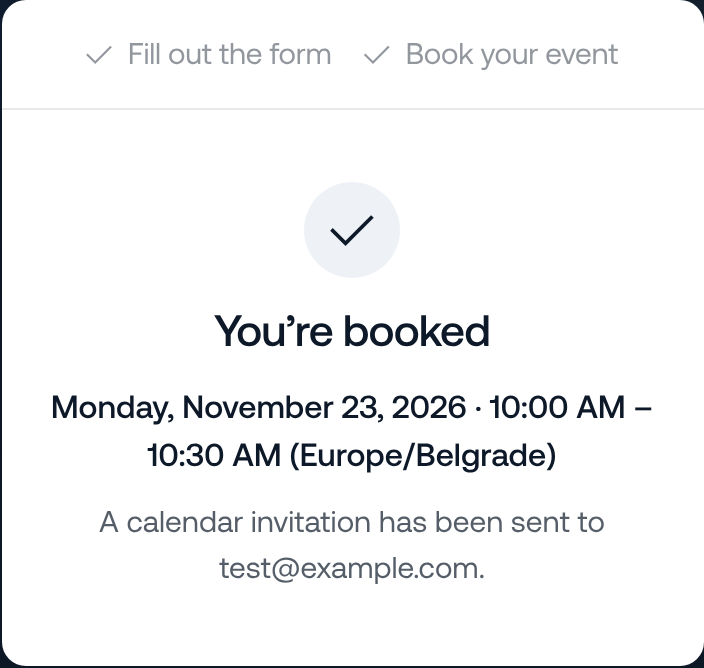 Fill out the form Book your event
You’re booked
Monday, November 23, 2026 · 10:00 AM –
10:30 AM (Europe/Belgrade)
A calendar invitation has been sent to
test@example.com.